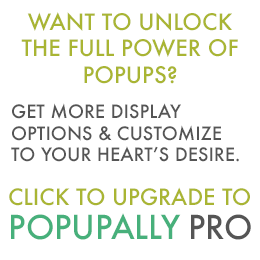 WANT TO UNLOCK
THE FULL POWER OF
POPUPS?
GET MORE DISPLAY
OPTIONS & CUSTOMIZE
TO YOUR HEART'S DESIRE.
CLICK TO UPGRADE TO
POPUPALLY PRO